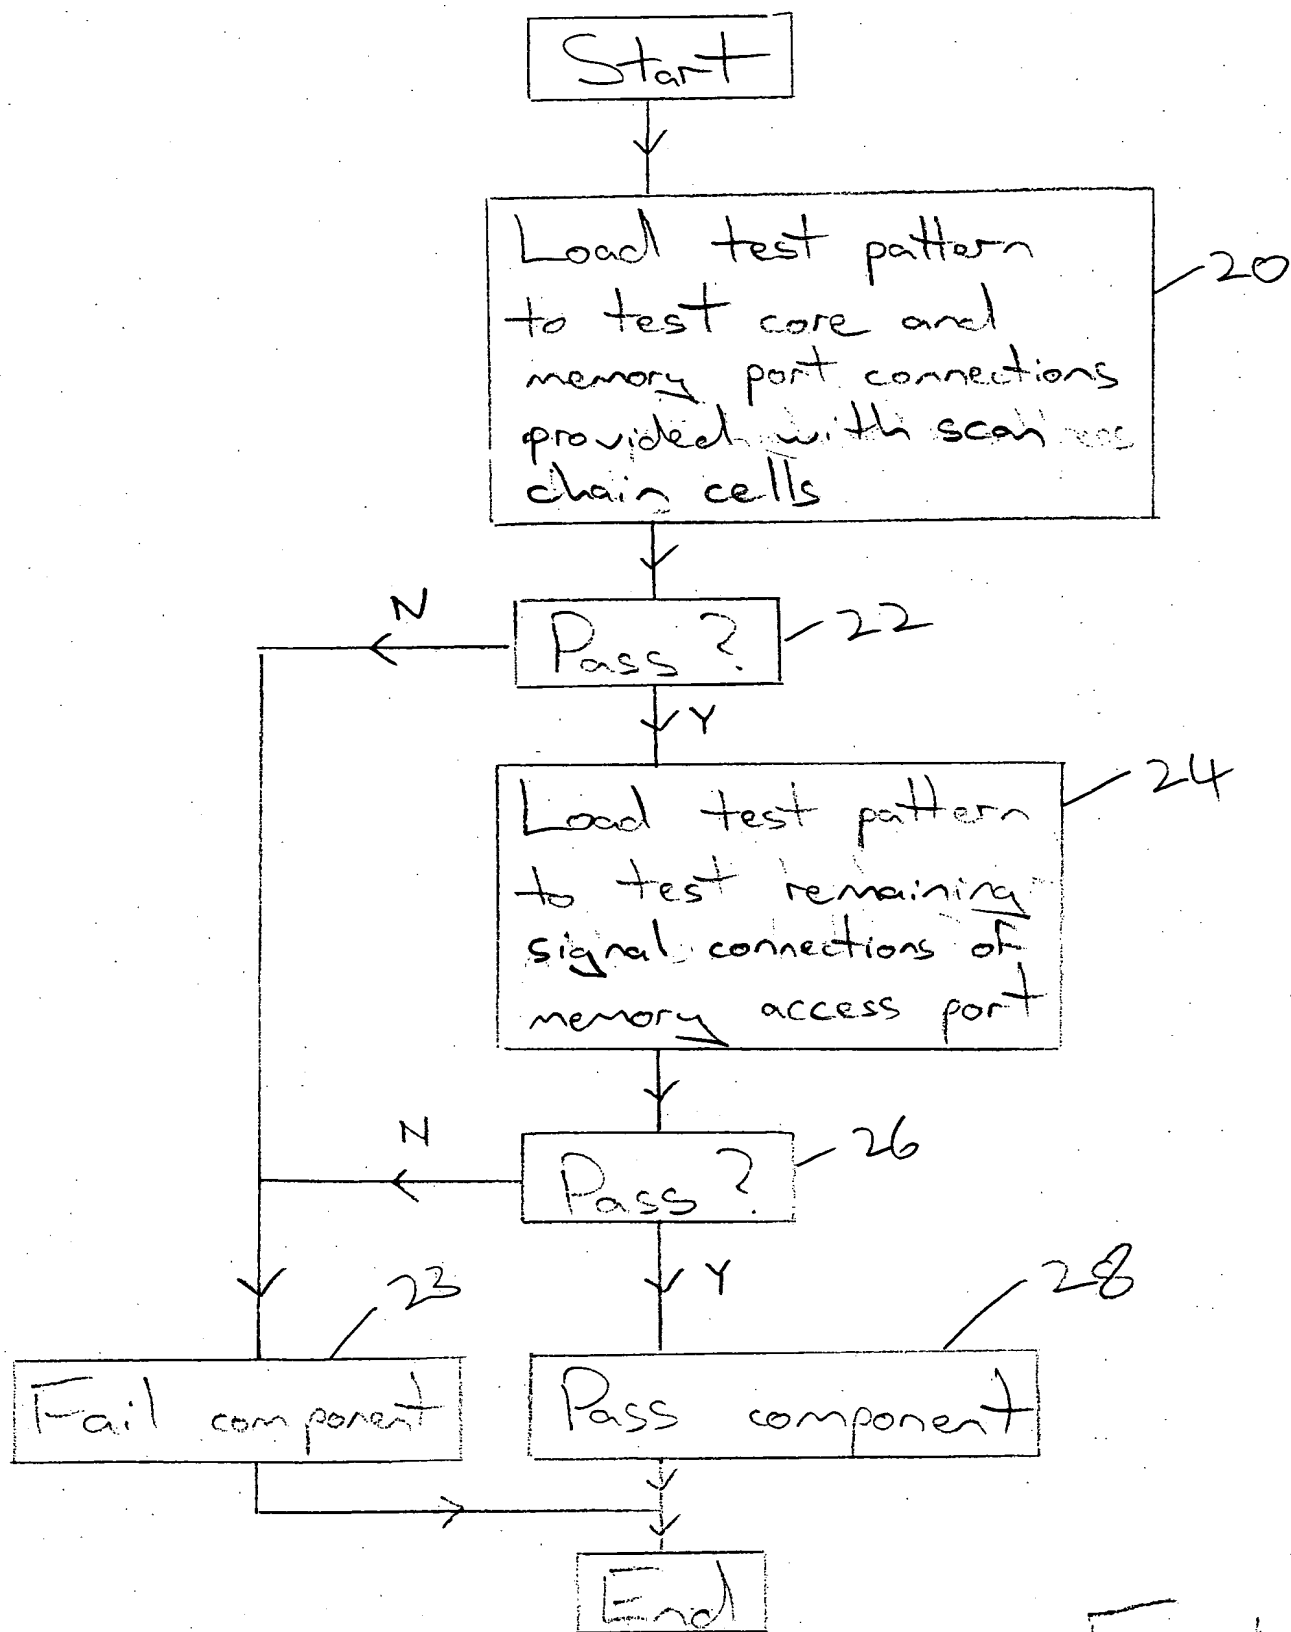 Start
Load test pattern
to test core and
memory port connections
provided with scan
chain cells
20
Pass ?
22
N
Y
Load test pattern
to test remaining
signal connections of
memory access port
24
Pass ?
26
N
Y
23
28
Fail component
Pass component
End